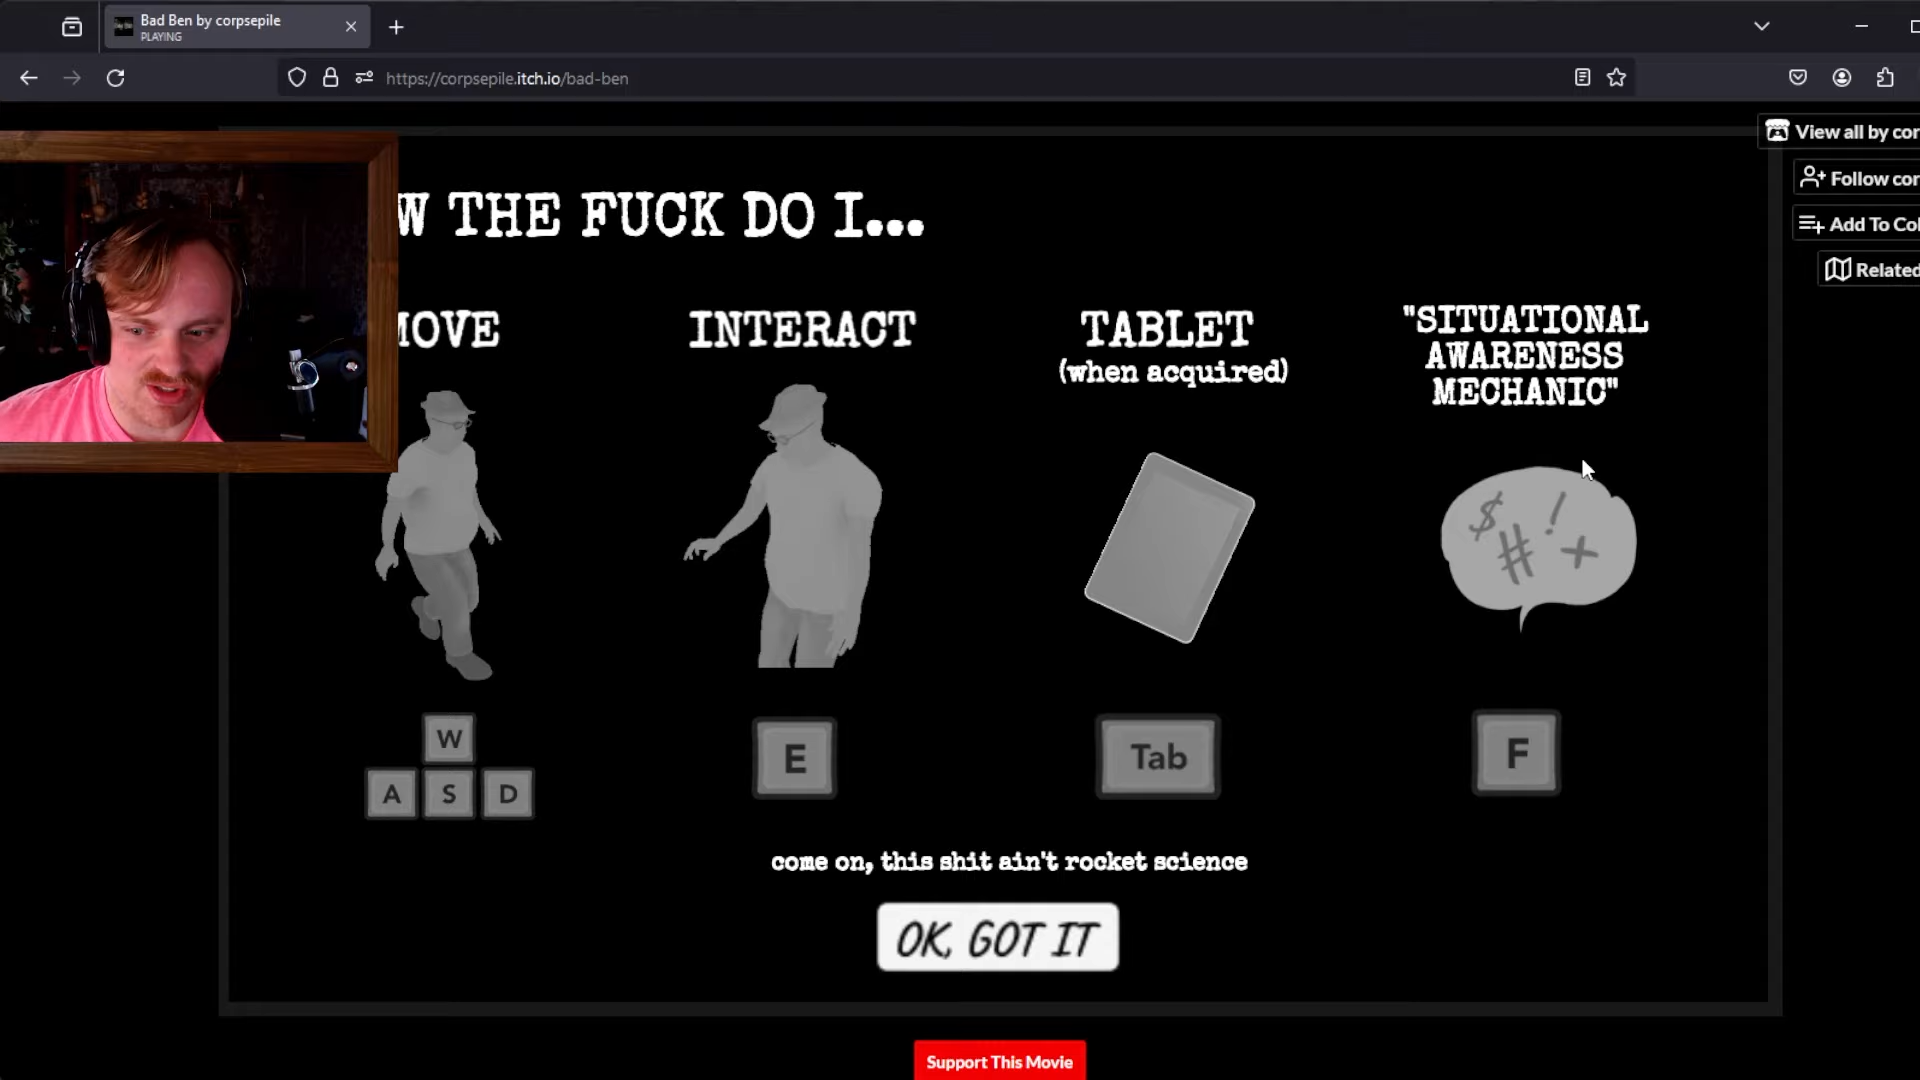 Bad Ben by corpsepile
PLAYING
https://corpsepile.itch.io/bad-ben
View all by cor
Follow cor
Add To Col
Related
W THE FUCK DO I...
MOVE
INTERACT
TABLET
(when acquired)
"SITUATIONAL
AWARENESS
MECHANIC"
$ # ! +
W
A S D
E
Tab
F
come on, this shit ain't rocket science
OK, GOT IT
Support This Movie